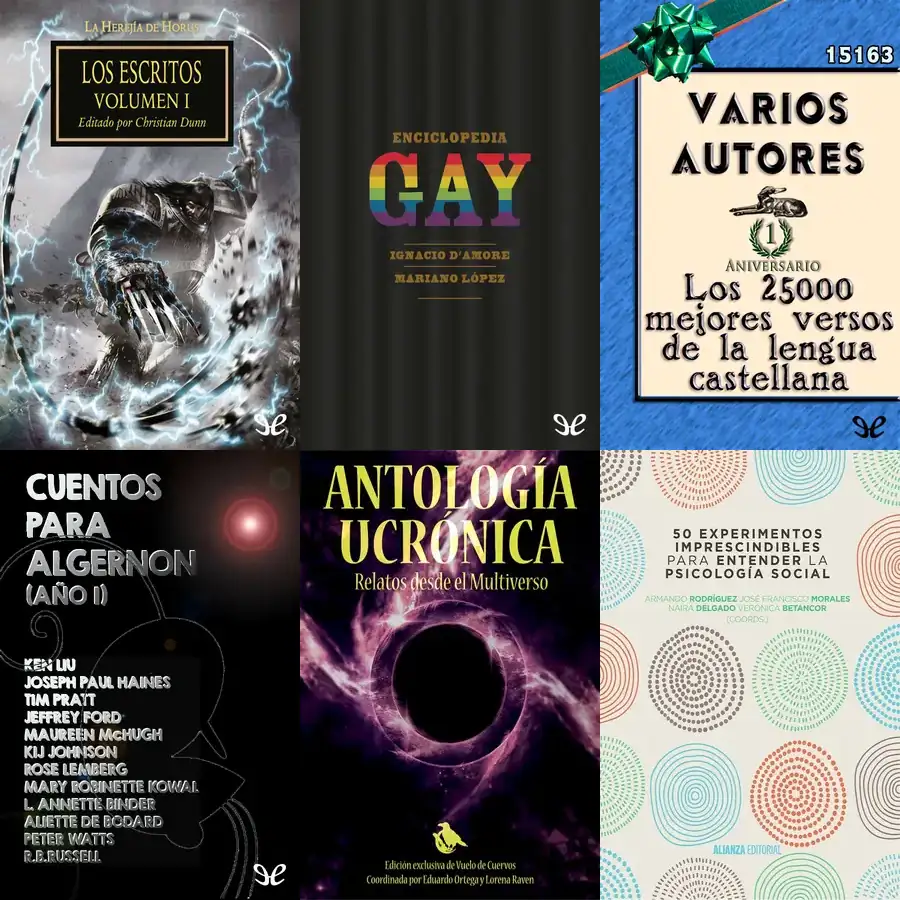 LA HEREJÍA DE HORUS
LOS ESCRITOS
VOLUMEN I
Editado por Christian Dunn
ENCICLOPEDIA
GAY
IGNACIO D'AMORE
MARIANO LÓPEZ
15163
VARIOS
AUTORES
1
ANIVERSARIO
Los 25000
mejores versos
de la lengua
castellana
CUENTOS
PARA
ALGERNON
(AÑO I)
KEN LIU
JOSEPH PAUL HAINES
TIM PRATT
JEFFREY FORD
MAUREEN McHUGH
KIJ JOHNSON
ROSE LEMBERG
MARY ROBINETTE KOWAL
L. ANNETTE BINDER
ALIETTE DE BODARD
PETER WATTS
R.B.RUSSELL
ANTOLOGÍA
UCRÓNICA
Relatos desde el Multiverso
Edición exclusiva de Vuelo de Cuervos
Coordinada por Eduardo Ortega y Lorena Raven
50 EXPERIMENTOS
IMPRESCINDIBLES
PARA ENTENDER LA
PSICOLOGÍA SOCIAL
ARMANDO RODRÍGUEZ JOSÉ FRANCISCO MORALES
NAIRA DELGADO VERÓNICA BETANCOR
(COORDS.)
ALIANZA EDITORIAL